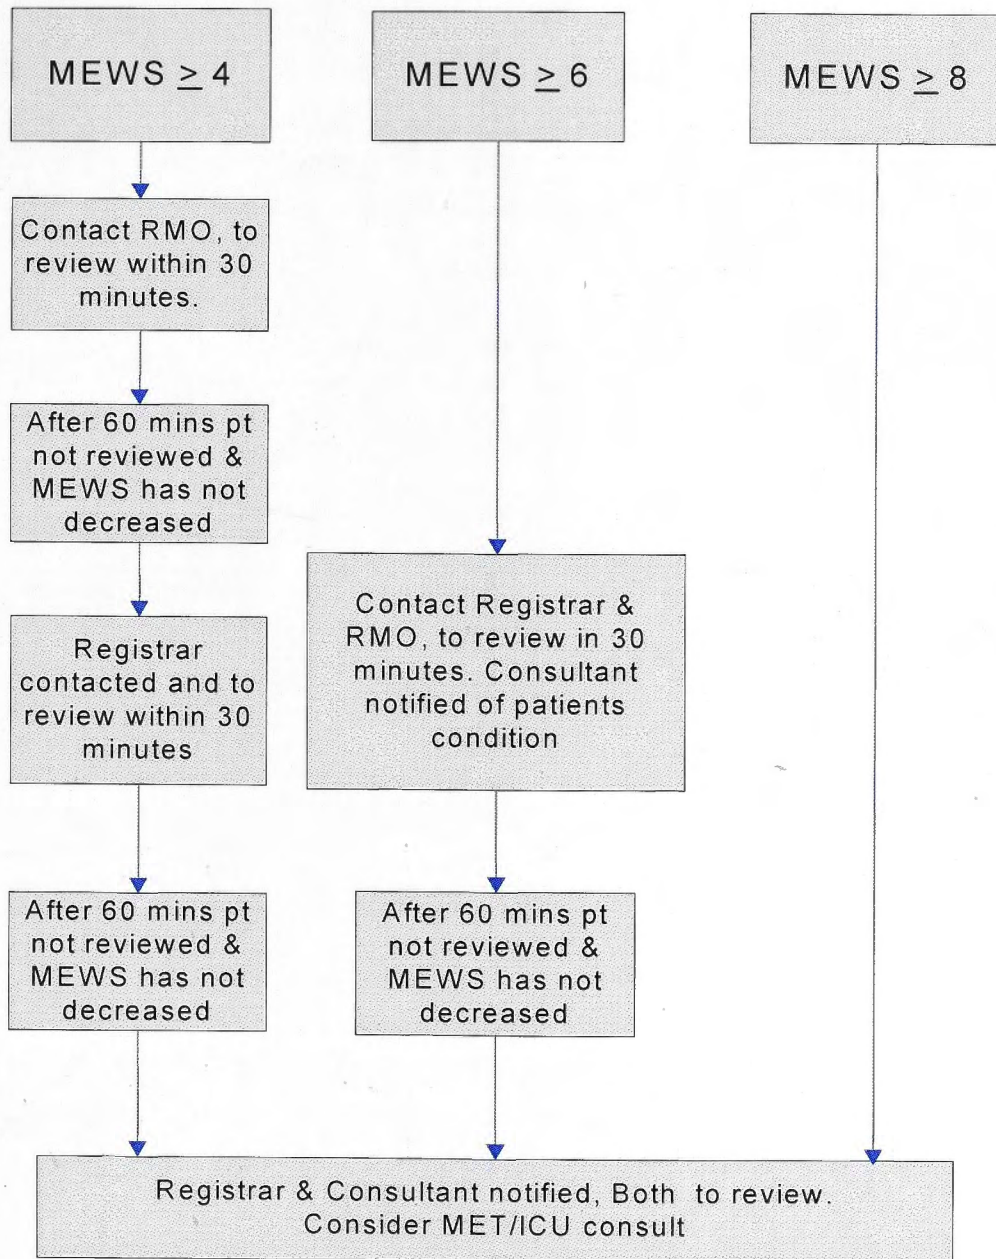 MEWS ≥ 4
Contact RMO, to
review within 30
minutes.
After 60 mins pt
not reviewed &
MEWS has not
decreased
Registrar
contacted and to
review within 30
minutes
After 60 mins pt
not reviewed &
MEWS has not
decreased
MEWS ≥ 6
Contact Registrar &
RMO, to review in 30
minutes. Consultant
notified of patients
condition
After 60 mins pt
not reviewed &
MEWS has not
decreased
MEWS ≥ 8
Registrar & Consultant notified, Both to review.
Consider MET/ICU consult